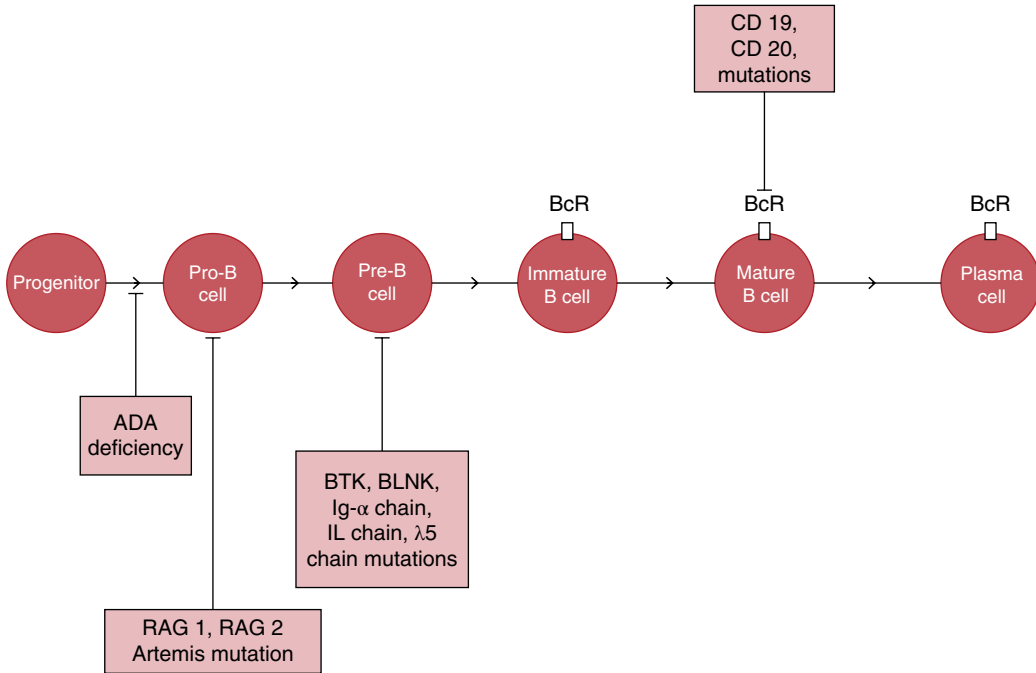 CD 19,
CD 20,
mutations
BcR
BcR
BcR
Progenitor
Pro-B
cell
Pre-B
cell
Immature
B cell
Mature
B cell
Plasma
cell
ADA
deficiency
BTK, BLNK,
Ig-α chain,
IL chain, λ5
chain mutations
RAG 1, RAG 2
Artemis mutation